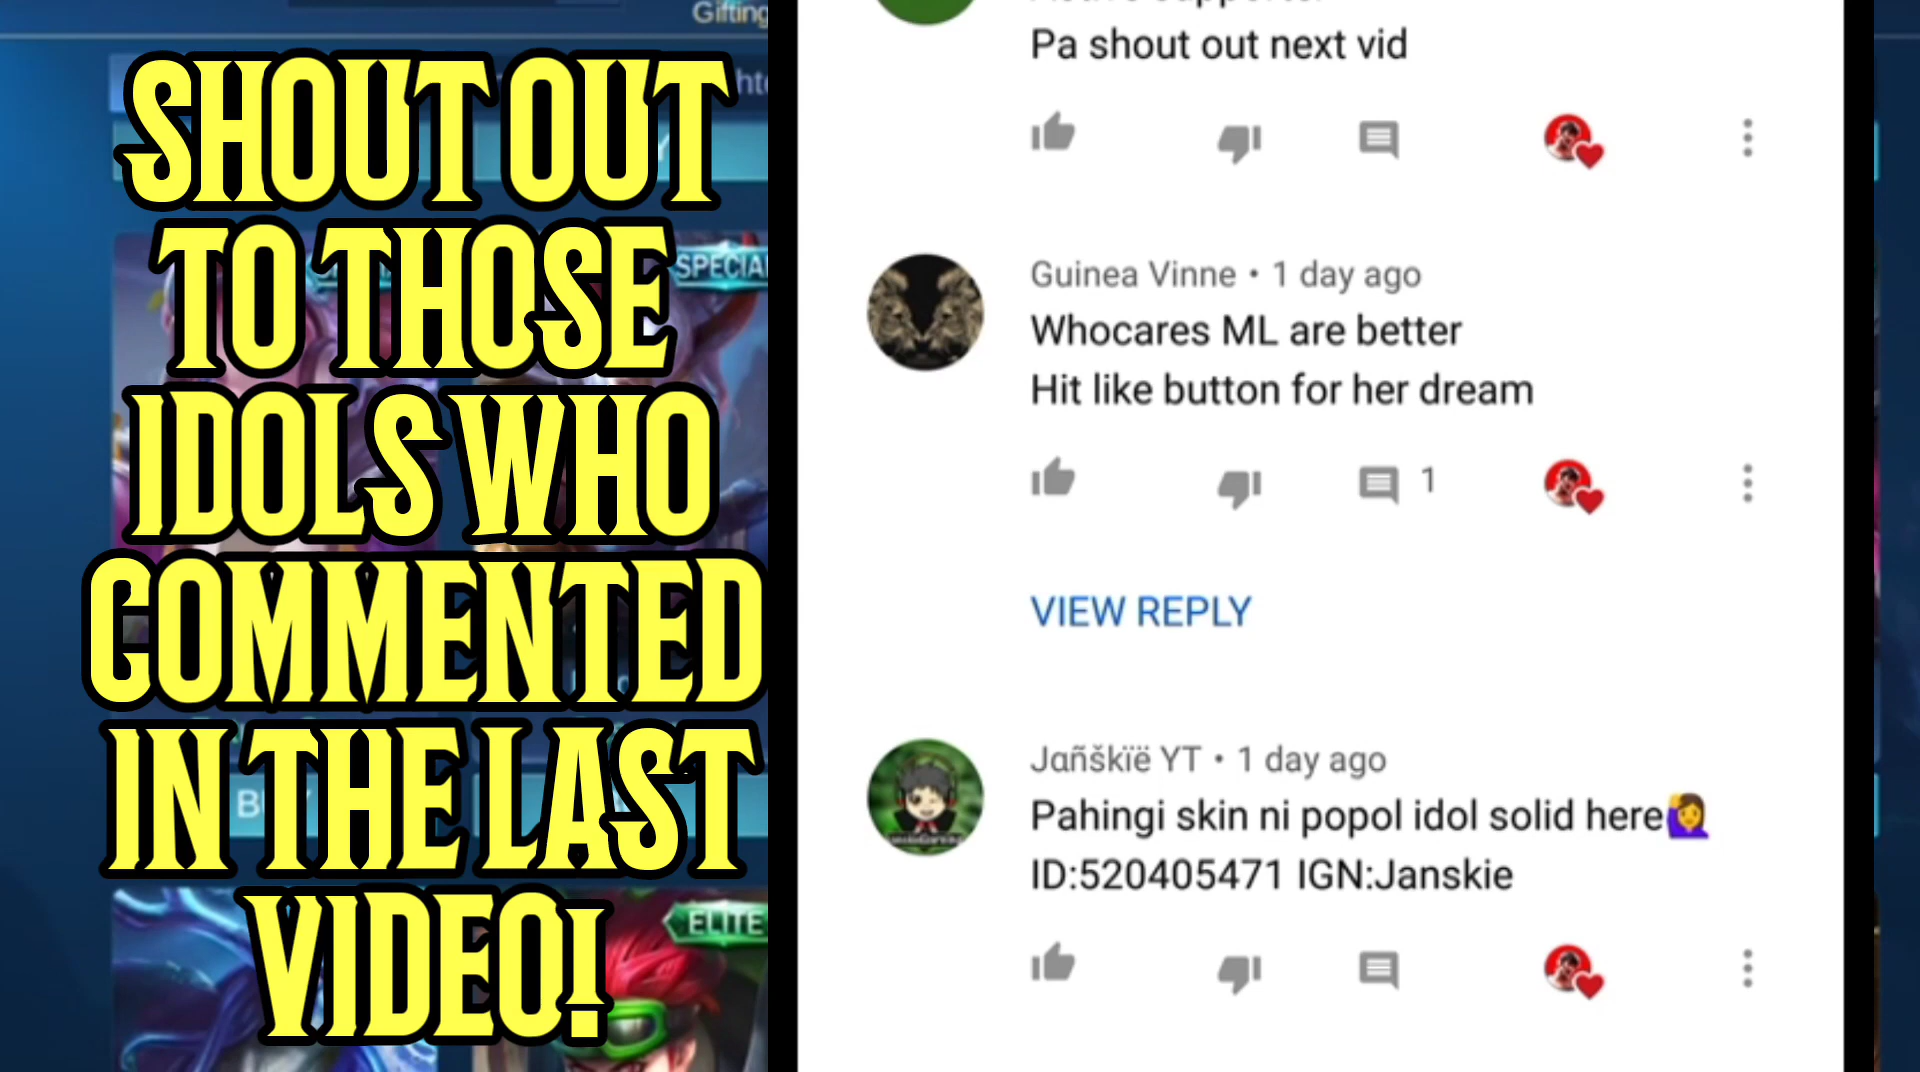 Gifting
SHOUT OUT
TO THOSE
IDOLS WHO
COMMENTED
IN THE LAST
VIDEO!
SPECIAL
ELITE
Pa shout out next vid
Guinea Vinne • 1 day ago
Whocares ML are better
Hit like button for her dream
1
VIEW REPLY
Jαñškïë YT • 1 day ago
Pahingi skin ni popol idol solid here
ID:520405471 IGN:Janskie